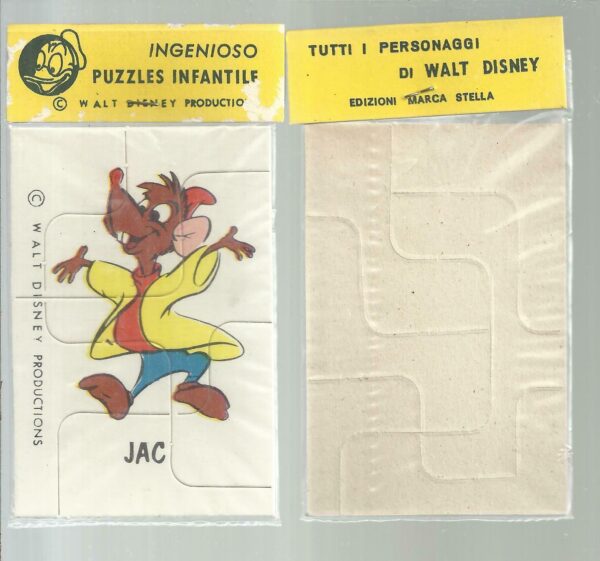 INGENIOSO
PUZZLES INFANTILE
© WALT DISNEY PRODUCTIO
© WALT DISNEY PRODUCTIONS
JAC
TUTTI I PERSONAGGI
DI WALT DISNEY
EDIZIONI MARCA STELLA